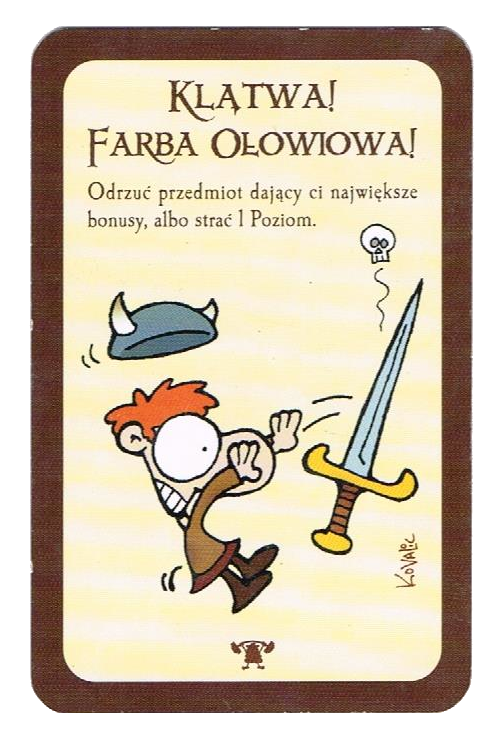 KLĄTWA!
FARBA OŁOWIOWA!
Odrzuć przedmiot dający ci największe
bonusy, albo strać 1 Poziom.
KOVALIC